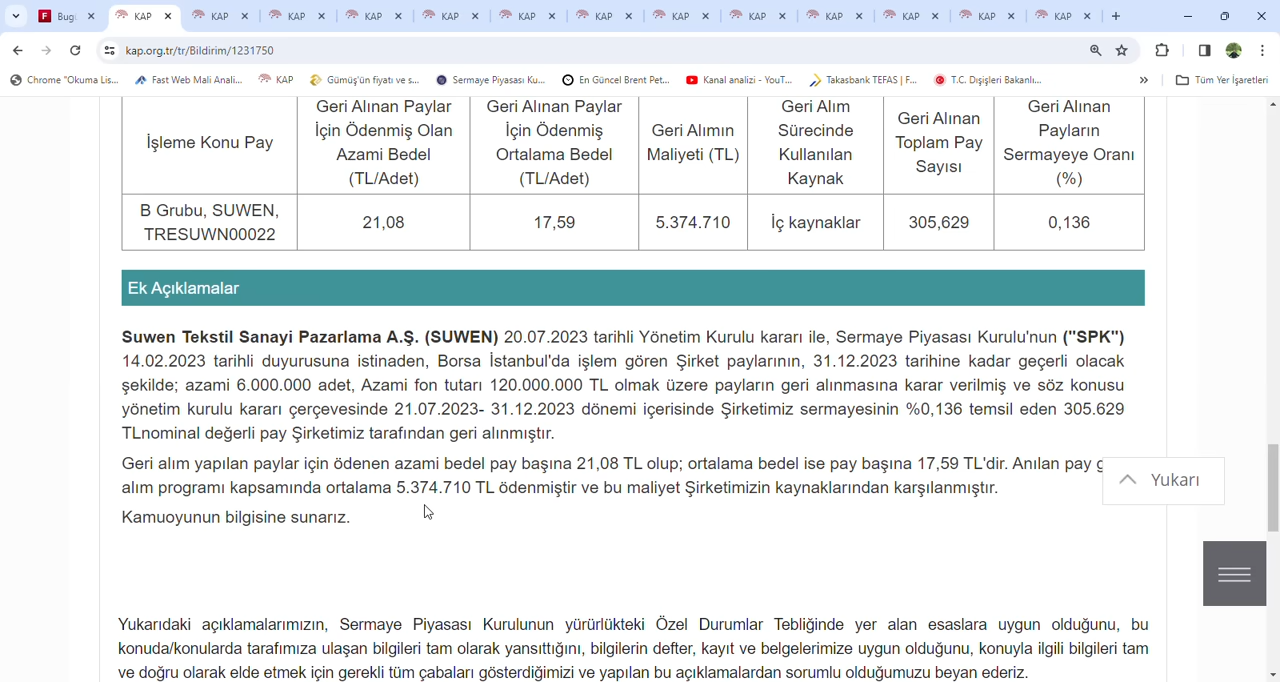 Bugi
KAP
KAP
KAP
KAP
KAP
KAP
KAP
KAP
KAP
KAP
KAP
KAP
KAP
kap.org.tr/tr/Bildirim/1231750
Chrome "Okuma Lis...
Fast Web Mali Anali...
KAP
Gümüş'ün fiyatı ve s...
Sermaye Piyasası Ku...
En Güncel Brent Pet...
Kanal analizi - YouT...
Takasbank TEFAS | F...
T.C. Dışişleri Bakanlı...
»
Tüm Yer İşaretleri
İşleme Konu Pay
Geri Alınan Paylar
İçin Ödenmiş Olan
Azami Bedel
(TL/Adet)
Geri Alınan Paylar
İçin Ödenmiş
Ortalama Bedel
(TL/Adet)
Geri Alımın
Maliyeti (TL)
Geri Alım
Sürecinde
Kullanılan
Kaynak
Geri Alınan
Toplam Pay
Sayısı
Geri Alınan
Payların
Sermayeye Oranı
(%)
B Grubu, SUWEN,
TRESUWN00022
21,08
17,59
5.374.710
İç kaynaklar
305,629
0,136
Ek Açıklamalar
Suwen Tekstil Sanayi Pazarlama A.Ş. (SUWEN) 20.07.2023 tarihli Yönetim Kurulu kararı ile, Sermaye Piyasası Kurulu'nun ("SPK")
14.02.2023 tarihli duyurusuna istinaden, Borsa İstanbul'da işlem gören Şirket paylarının, 31.12.2023 tarihine kadar geçerli olacak
şekilde; azami 6.000.000 adet, Azami fon tutarı 120.000.000 TL olmak üzere payların geri alınmasına karar verilmiş ve söz konusu
yönetim kurulu kararı çerçevesinde 21.07.2023- 31.12.2023 dönemi içerisinde Şirketimiz sermayesinin %0,136 temsil eden 305.629
TLnominal değerli pay Şirketimiz tarafından geri alınmıştır.
Geri alım yapılan paylar için ödenen azami bedel pay başına 21,08 TL olup; ortalama bedel ise pay başına 17,59 TL'dir. Anılan pay g
alım programı kapsamında ortalama 5.374.710 TL ödenmiştir ve bu maliyet Şirketimizin kaynaklarından karşılanmıştır.
Yukarı
Kamuoyunun bilgisine sunarız.
Yukarıdaki açıklamalarımızın, Sermaye Piyasası Kurulunun yürürlükteki Özel Durumlar Tebliğinde yer alan esaslara uygun olduğunu, bu
konuda/konularda tarafımıza ulaşan bilgileri tam olarak yansıttığını, bilgilerin defter, kayıt ve belgelerimize uygun olduğunu, konuyla ilgili bilgileri tam
ve doğru olarak elde etmek için gerekli tüm çabaları gösterdiğimizi ve yapılan bu açıklamalardan sorumlu olduğumuzu beyan ederiz.